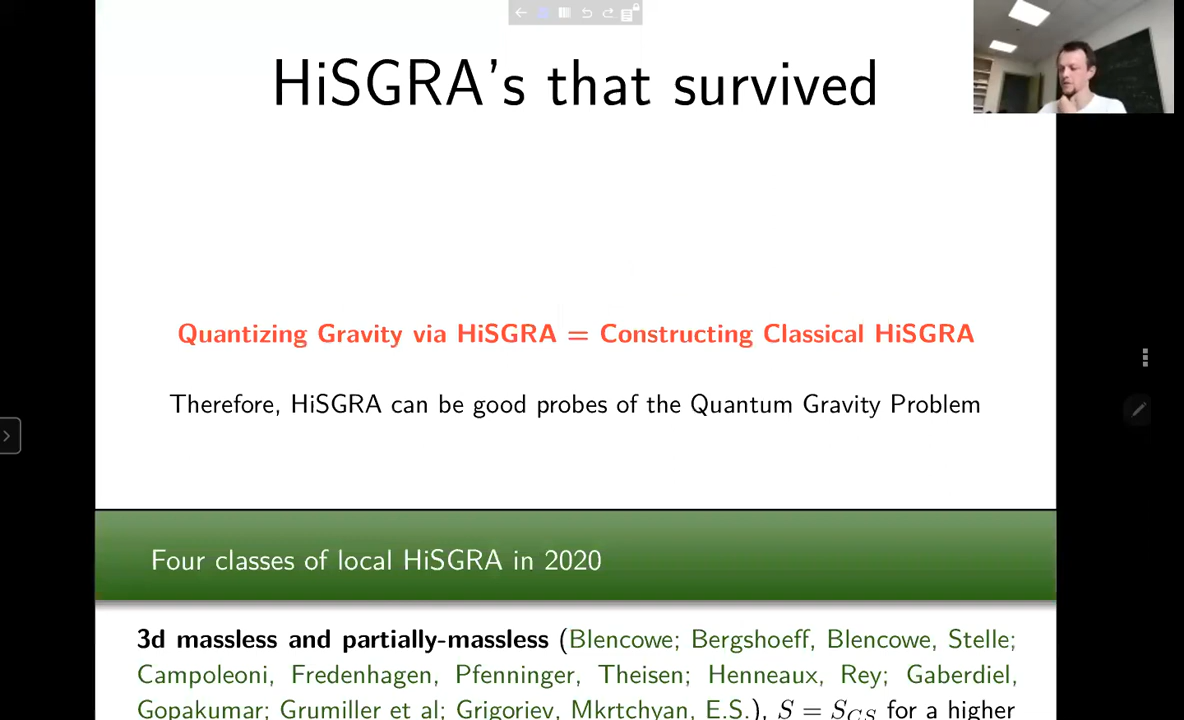 HiSGRA's that survived
Quantizing Gravity via HiSGRA = Constructing Classical HiSGRA
Therefore, HiSGRA can be good probes of the Quantum Gravity Problem
Four classes of local HiSGRA in 2020
3d massless and partially-massless (Blencowe; Bergshoeff, Blencowe, Stelle;
Campoleoni, Fredenhagen, Pfenninger, Theisen; Henneaux, Rey; Gaberdiel,
Gopakumar; Grumiller et al; Grigoriev, Mkrtchyan, E.S.), S = S_{CS} for a higher